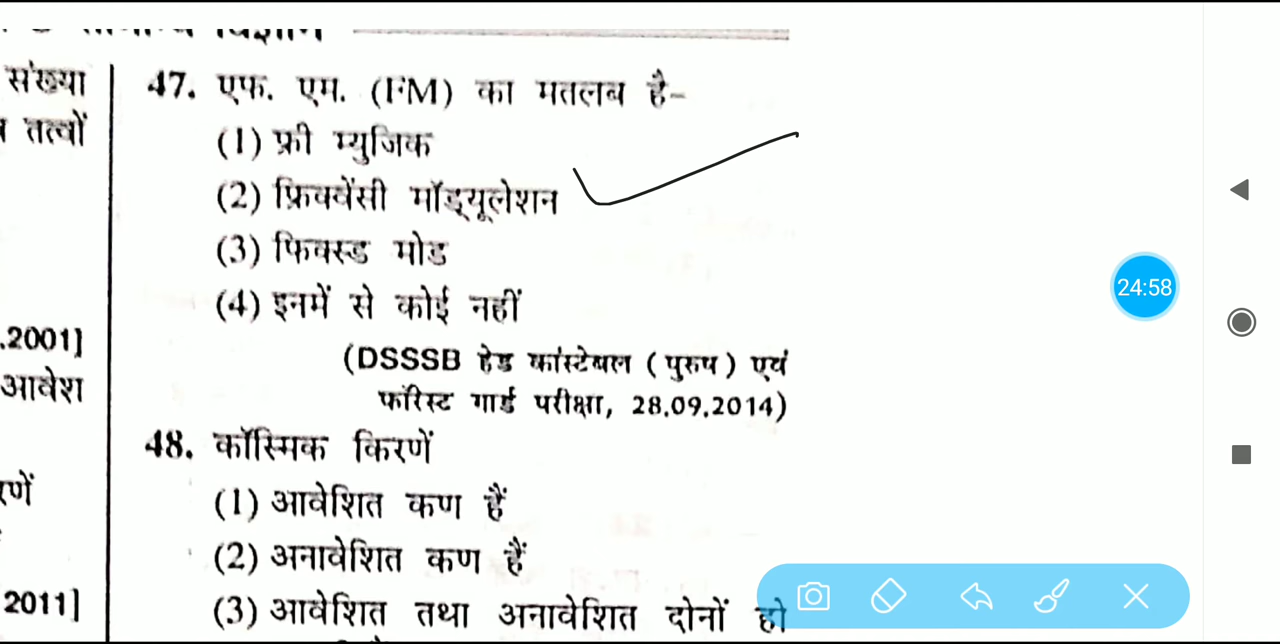 सामान्य विज्ञान
संख्या
तत्वों
.2001]
आवेश
2011]
47. एफ. एम. (FM) का मतलब है-
(1) फ्री म्युजिक
(2) फ्रिक्वेंसी मॉड्यूलेशन
(3) फिक्स्ड मोड
(4) इनमें से कोई नहीं
(DSSSB हेड कांस्टेबल (पुरुष) एवं
फॉरेस्ट गार्ड परीक्षा, 28.09.2014)
48. कॉस्मिक किरणें
(1) आवेशित कण हैं
(2) अनावेशित कण हैं
(3) आवेशित तथा अनावेशित दोनों हो
24:58